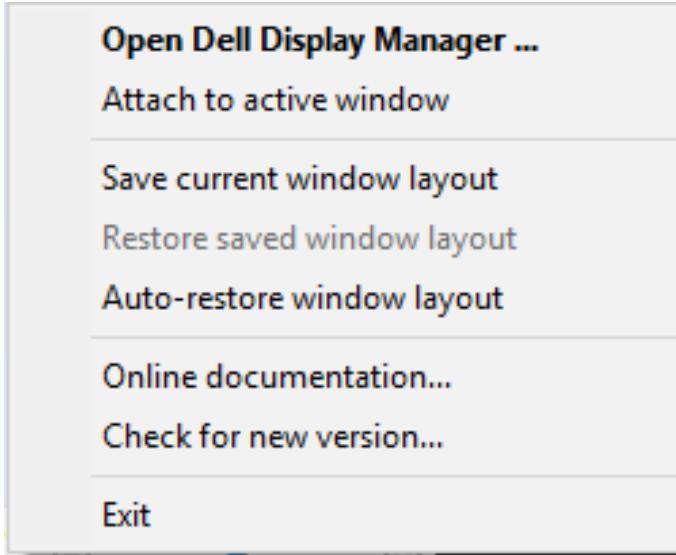 Open Dell Display Manager ...
Attach to active window
Save current window layout
Restore saved window layout
Auto-restore window layout
Online documentation...
Check for new version...
Exit